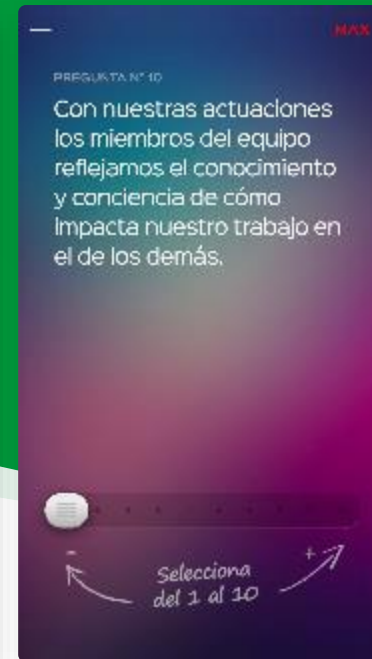 MAX
PREGUNTA Nº 10
Con nuestras actuaciones
los miembros del equipo
reflejamos el conocimiento
y conciencia de cómo
impacta nuestro trabajo en
el de los demás.
- +
Selecciona
del 1 al 10